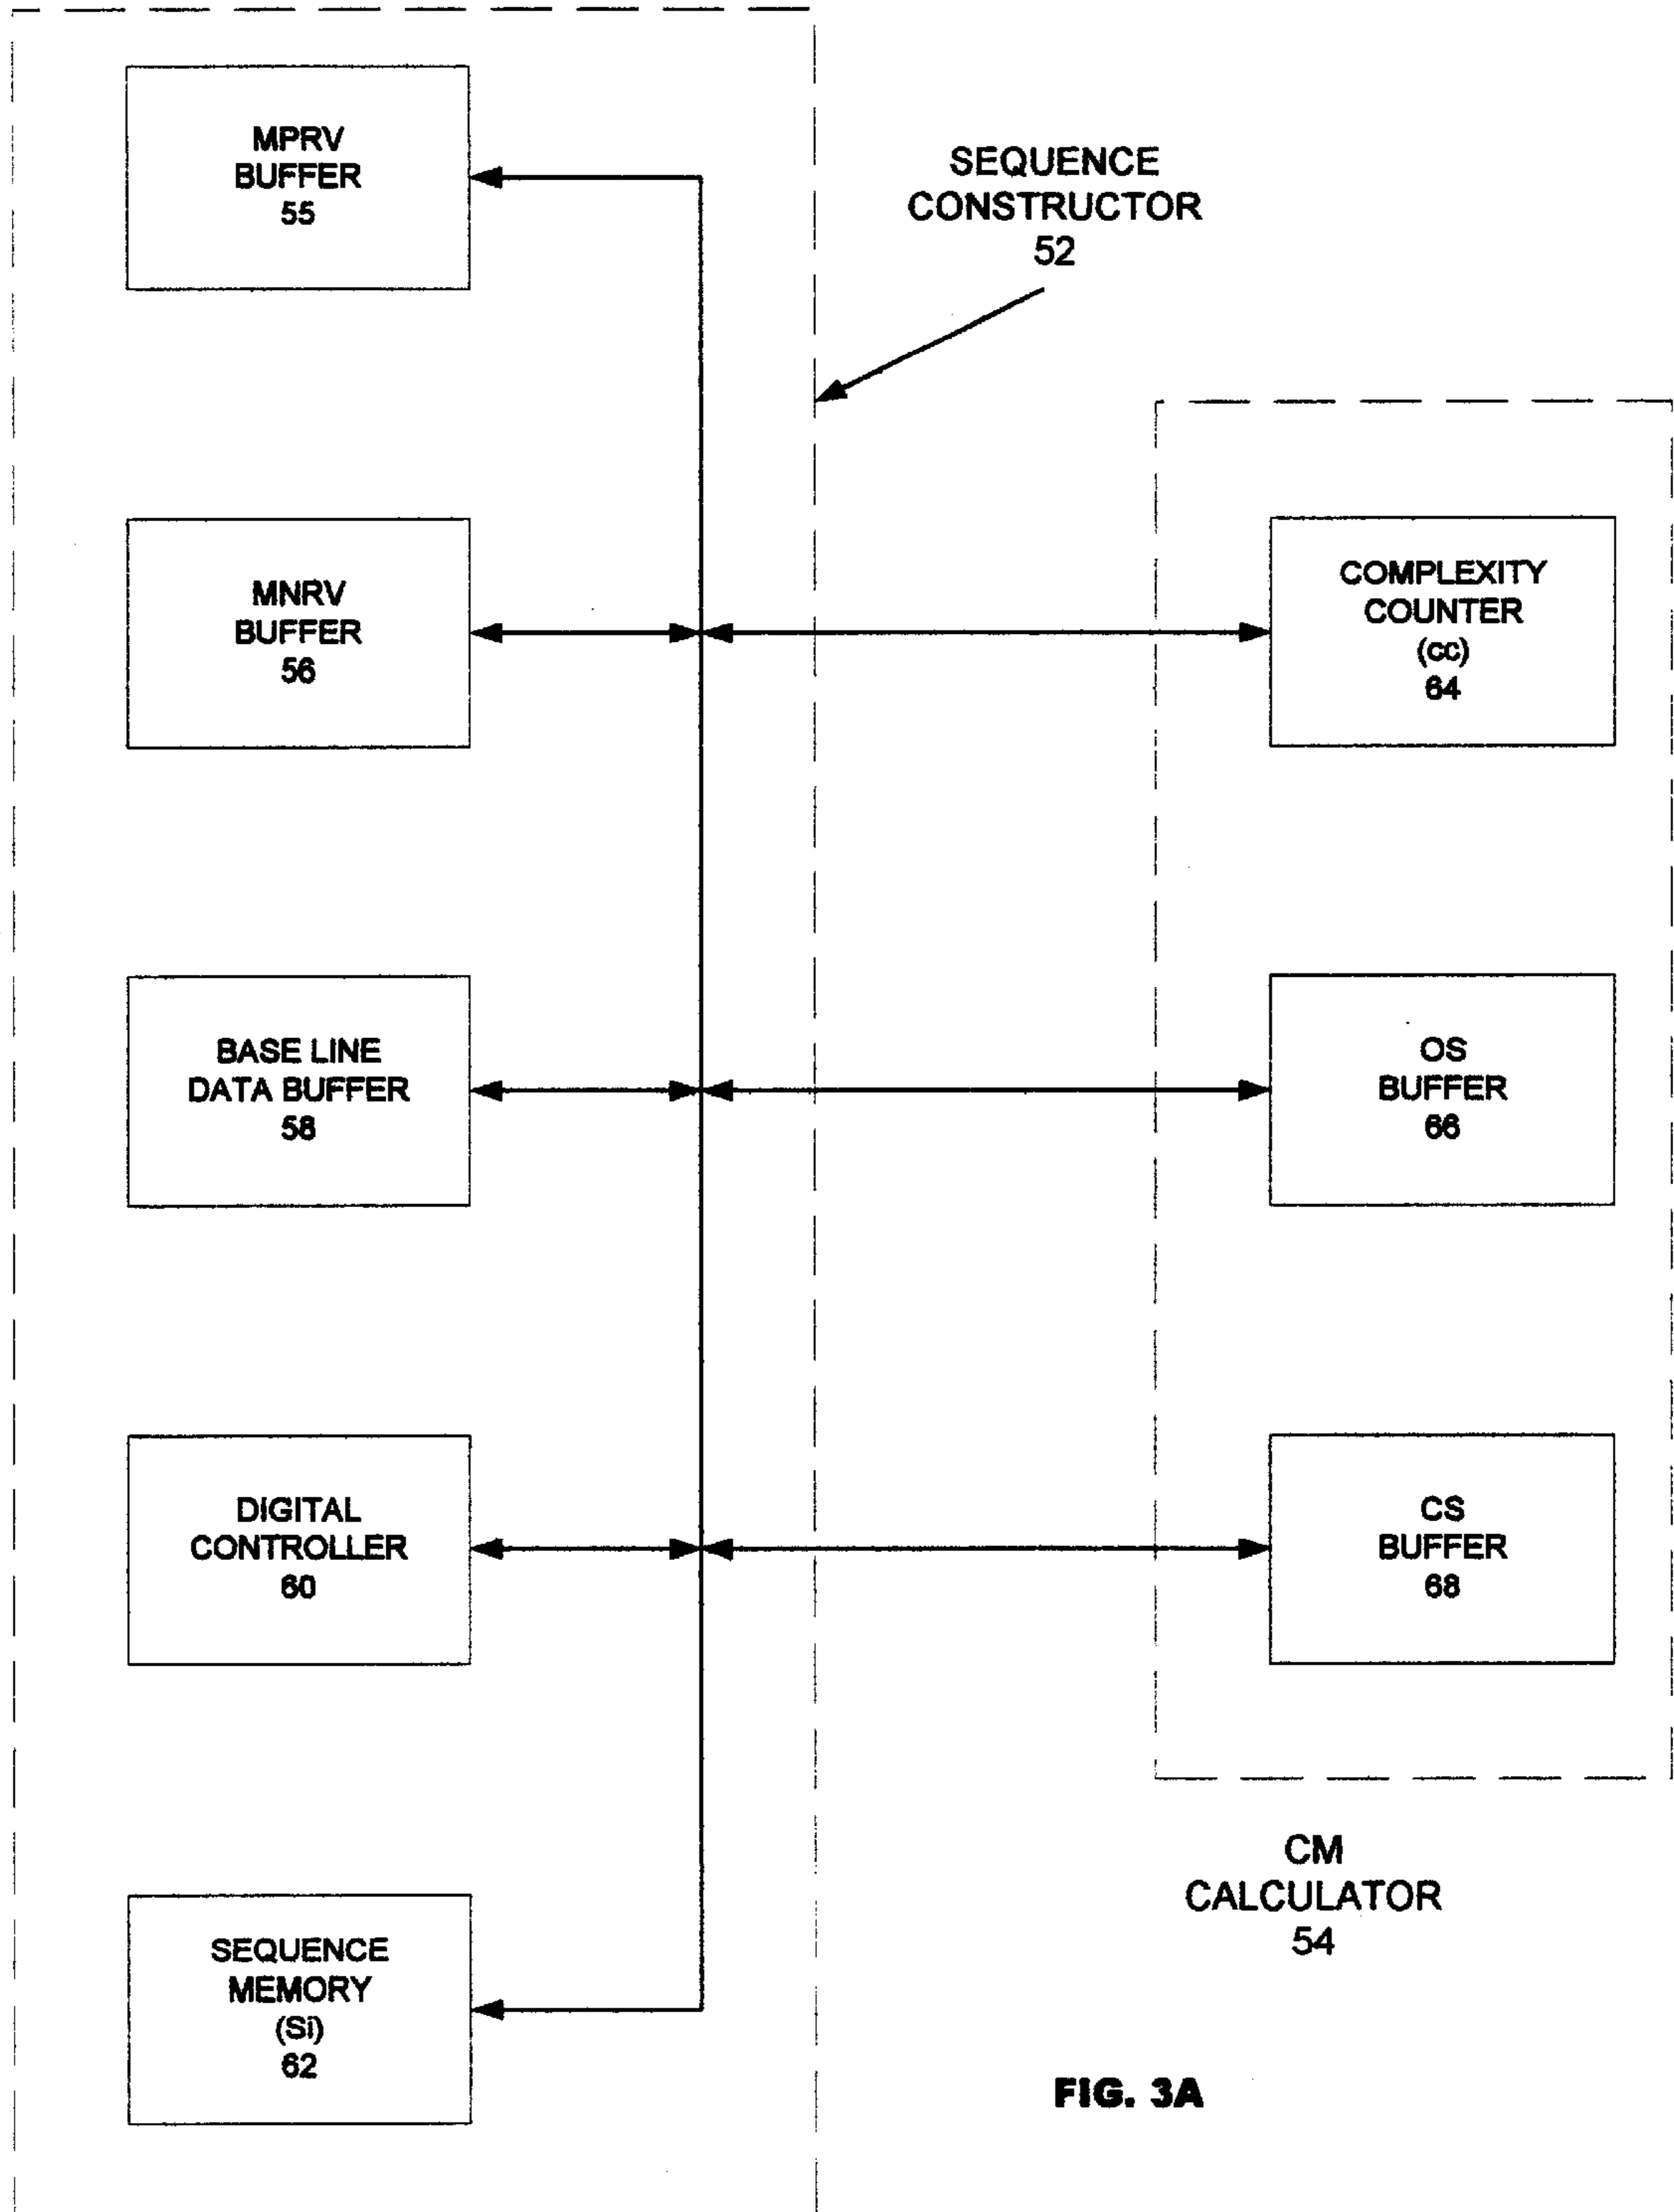 MPRV
BUFFER
55
SEQUENCE
CONSTRUCTOR
52
MNRV
BUFFER
56
COMPLEXITY
COUNTER
(cc)
64
BASE LINE
DATA BUFFER
58
OS
BUFFER
66
DIGITAL
CONTROLLER
60
CS
BUFFER
68
CM
CALCULATOR
54
SEQUENCE
MEMORY
(Si)
62
FIG. 3A